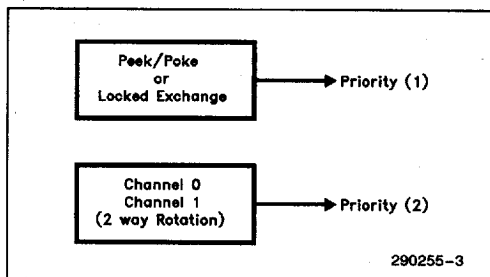 Peek/Poke
or
Locked Exchange
Priority (1)
Channel 0
Channel 1
(2 way Rotation)
Priority (2)
290255-3